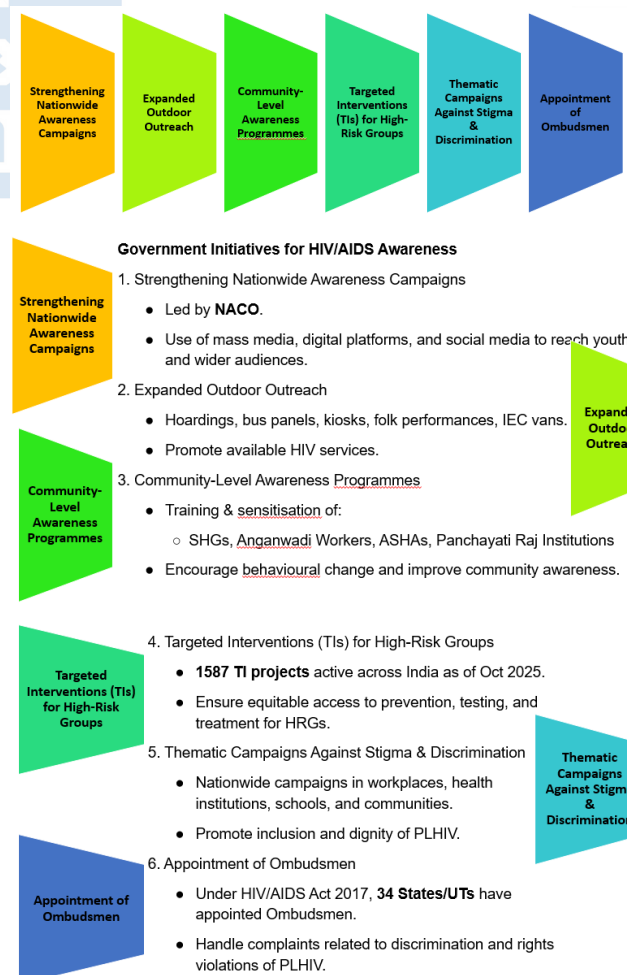 Strengthening
Nationwide
Awareness
Campaigns
Expanded
Outdoor
Outreach
Community-
Level
Awareness
Programmes
Targeted
Interventions
(TIs) for High-
Risk Groups
Thematic
Campaigns
Against Stigma
&
Discrimination
Appointment
of
Ombudsmen
Government Initiatives for HIV/AIDS Awareness
Strengthening
Nationwide
Awareness
Campaigns
1. Strengthening Nationwide Awareness Campaigns
● Led by NACO.
● Use of mass media, digital platforms, and social media to reach youth
and wider audiences.
2. Expanded Outdoor Outreach
● Hoardings, bus panels, kiosks, folk performances, IEC vans.
● Promote available HIV services.
Expand
Outdo
Outrea
Community-
Level
Awareness
Programmes
3. Community-Level Awareness Programmes
● Training & sensitisation of:
○ SHGs, Anganwadi Workers, ASHAs, Panchayati Raj Institutions
● Encourage behavioural change and improve community awareness.
Targeted
Interventions (TIs)
for High-Risk
Groups
4. Targeted Interventions (TIs) for High-Risk Groups
● 1587 TI projects active across India as of Oct 2025.
● Ensure equitable access to prevention, testing, and
treatment for HRGs.
5. Thematic Campaigns Against Stigma & Discrimination
● Nationwide campaigns in workplaces, health
institutions, schools, and communities.
● Promote inclusion and dignity of PLHIV.
Thematic
Campaigns
Against Stigm
&
Discrimination
Appointment of
Ombudsmen
6. Appointment of Ombudsmen
● Under HIV/AIDS Act 2017, 34 States/UTs have
appointed Ombudsmen.
● Handle complaints related to discrimination and rights
violations of PLHIV.